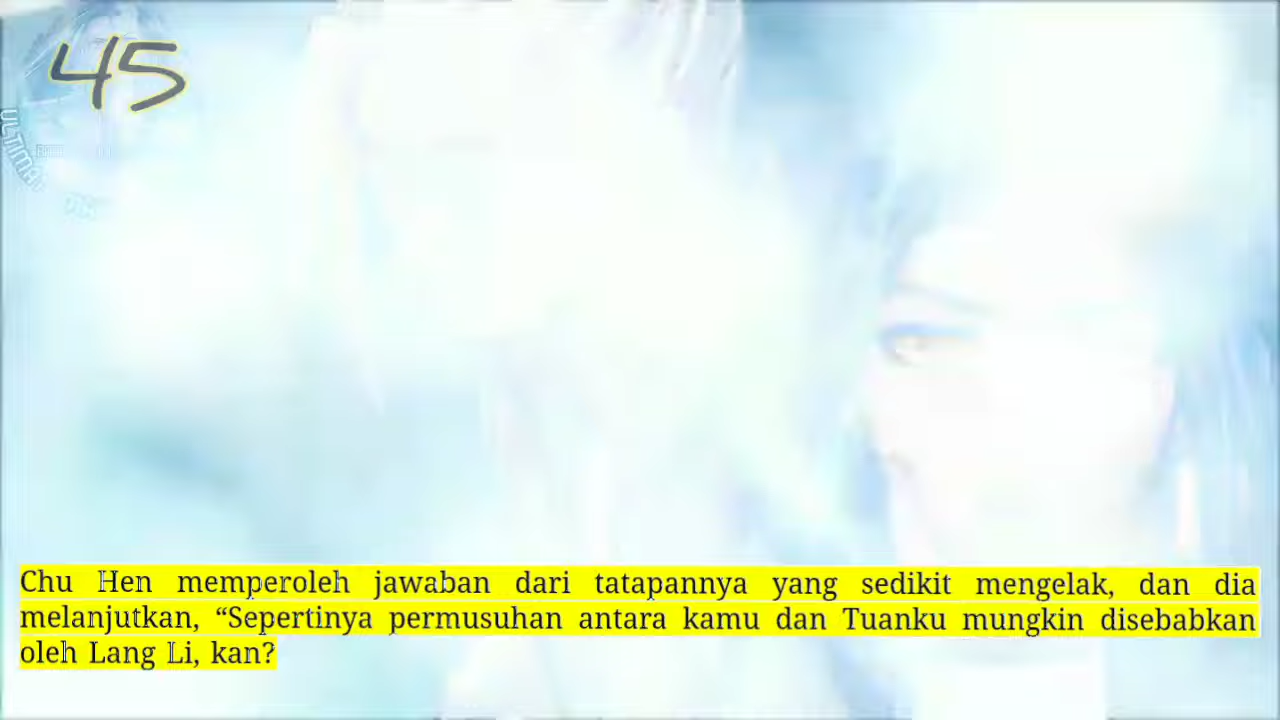 45
ULTIMA
Chu Hen memperoleh jawaban dari tatapannya yang sedikit mengelak, dan dia
melanjutkan, “Sepertinya permusuhan antara kamu dan Tuanku mungkin disebabkan
oleh Lang Li, kan?